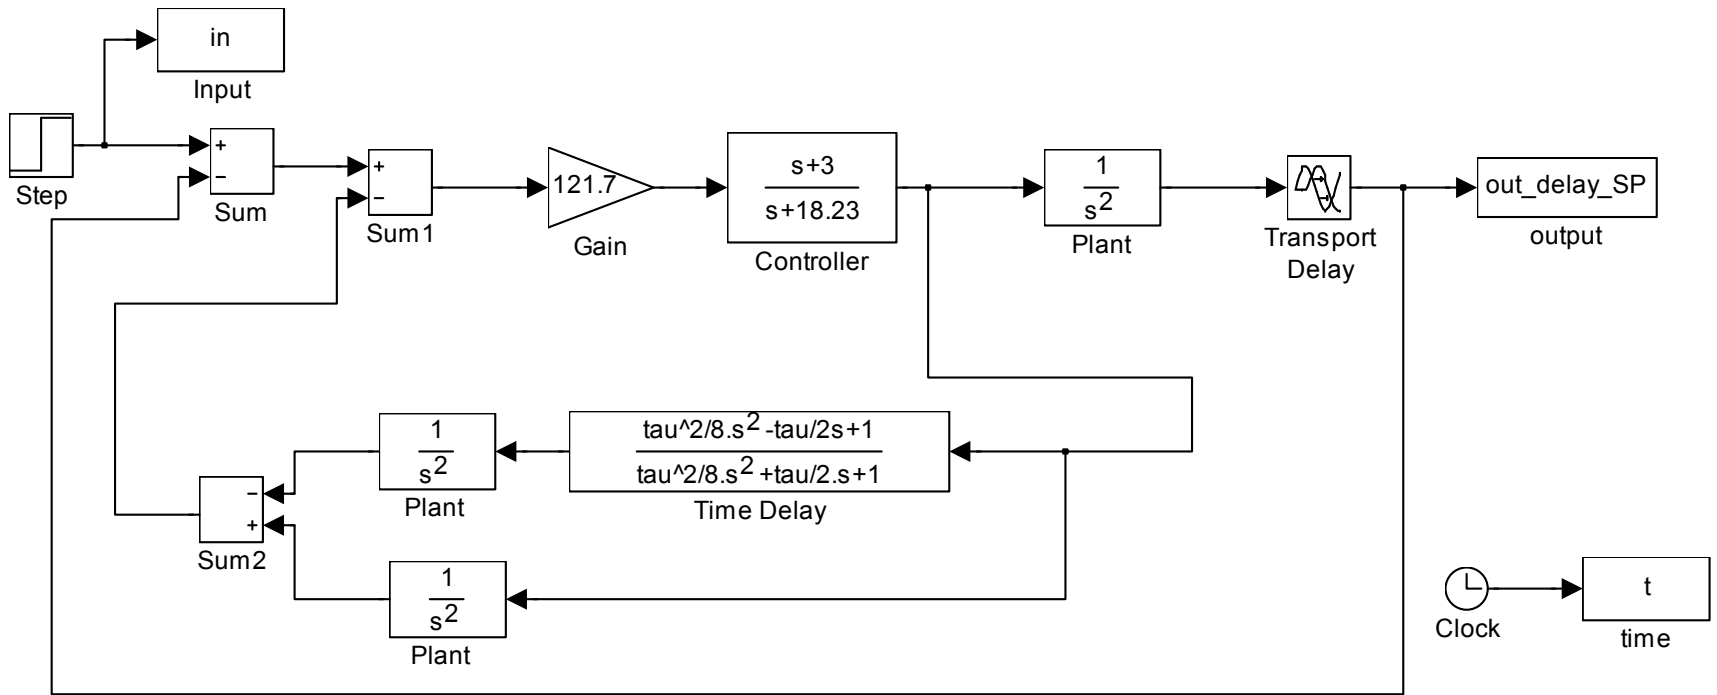 in
Input
Step
+
−
Sum
+
−
Sum1
121.7
Gain
s+3
s+18.23
Controller
1
s2
Plant
Transport
Delay
out_delay_SP
output
1
s2
Plant
tau^2/8.s2 -tau/2s+1
tau^2/8.s2 +tau/2.s+1
Time Delay
−
+
Sum2
1
s2
Plant
Clock
t
time